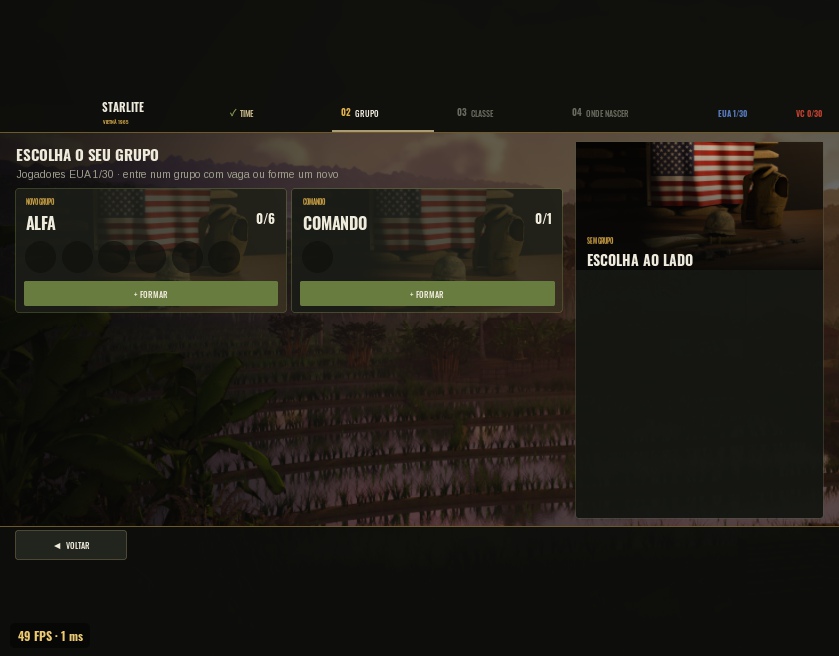 STARLITE
VIETNÃ 1965
✓ TIME
02 GRUPO
03 CLASSE
04 ONDE NASCER
EUA 1/30
VC 0/30
ESCOLHA O SEU GRUPO
Jogadores EUA 1/30 · entre num grupo com vaga ou forme um novo
NOVO GRUPO
ALFA
0/6
+ FORMAR
COMANDO
COMANDO
0/1
+ FORMAR
SEM GRUPO
ESCOLHA AO LADO
◄ VOLTAR
49 FPS · 1 ms